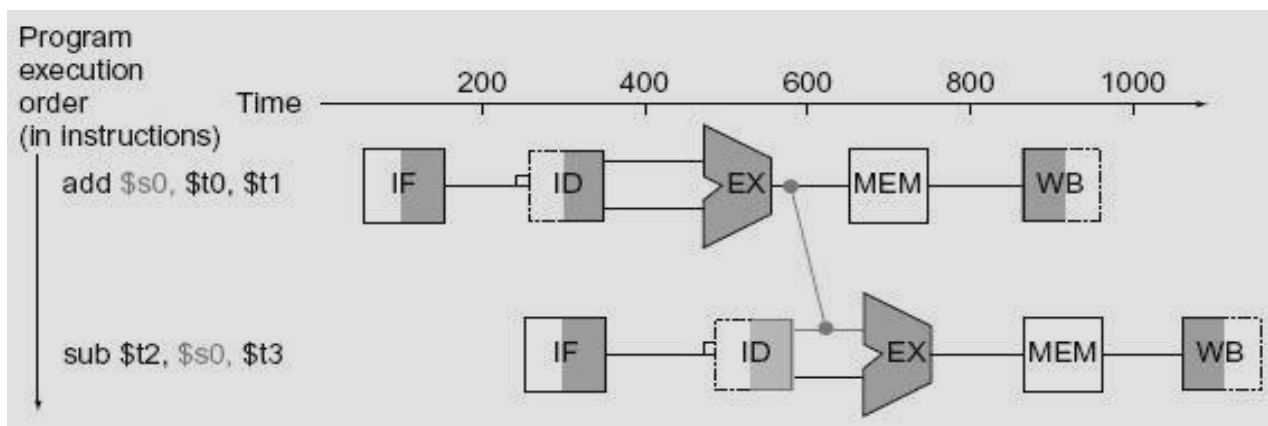 Program
execution
order
(in instructions)
Time
200 400 600 800 1000
add $s0, $t0, $t1
IF ID EX MEM WB
sub $t2, $s0, $t3
IF ID EX MEM WB